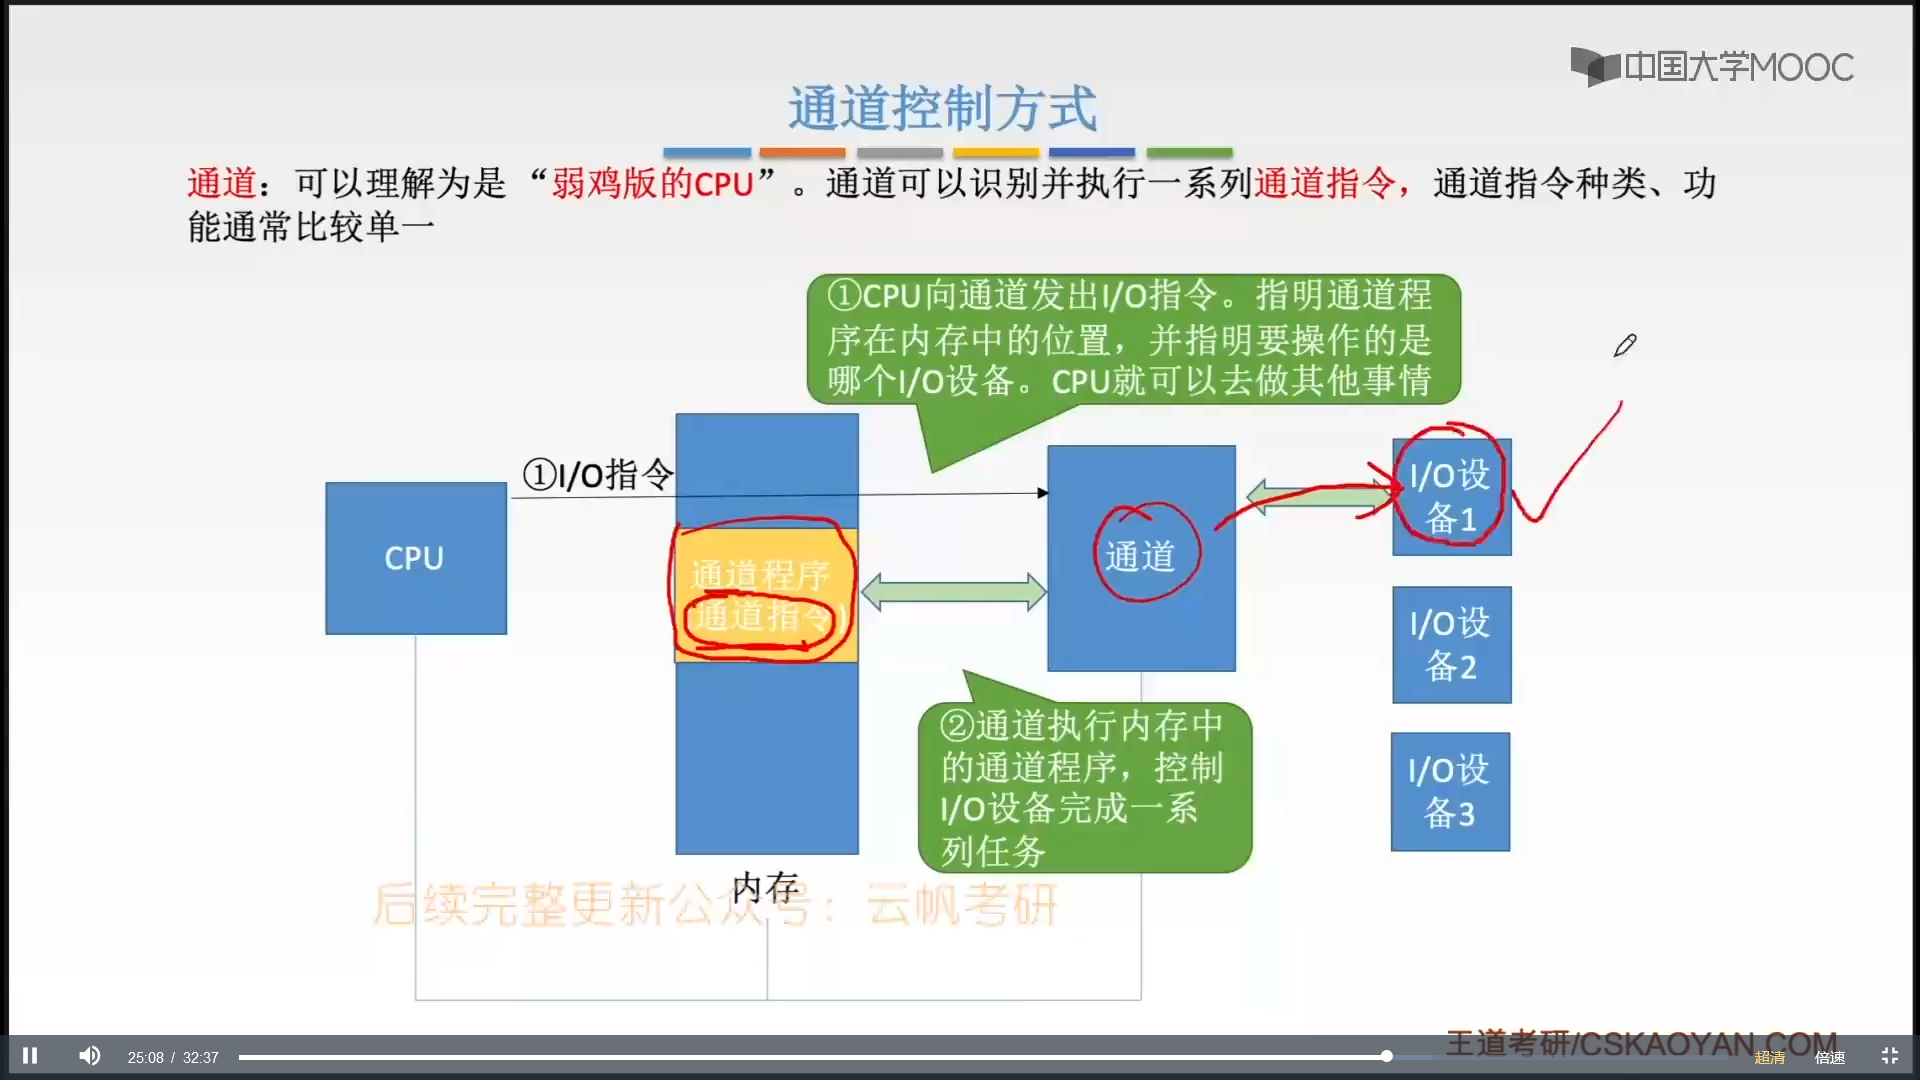 中国大学MOOC
通道控制方式
通道：可以理解为是“弱鸡版的CPU”。通道可以识别并执行一系列通道指令，通道指令种类、功
能通常比较单一
①CPU向通道发出I/O指令。指明通道程
序在内存中的位置，并指明要操作的是
哪个I/O设备。CPU就可以去做其他事情
①I/O指令
CPU
通道程序
（通道指令）
通道
I/O设
备1
I/O设
备2
I/O设
备3
②通道执行内存中
的通道程序，控制
I/O设备完成一系
列任务
内存
后续完整更新公众号：云帆考研
王道考研/CSKAOYAN.COM
25:08 / 32:37
超清
倍速